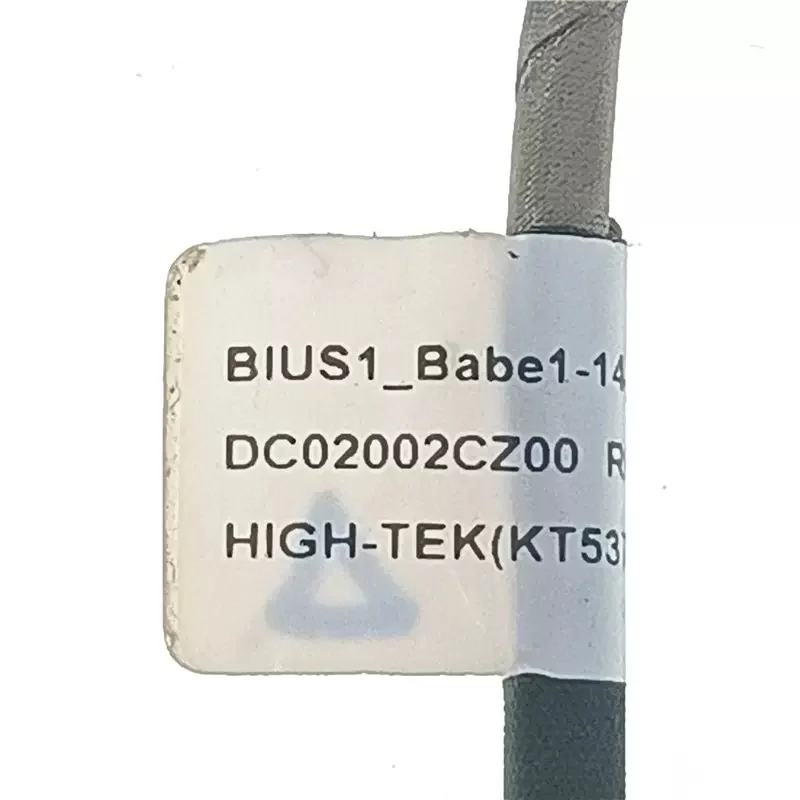 BIUS1_Babe1-14
DC02002CZ00 R
HIGH-TEK(KT53